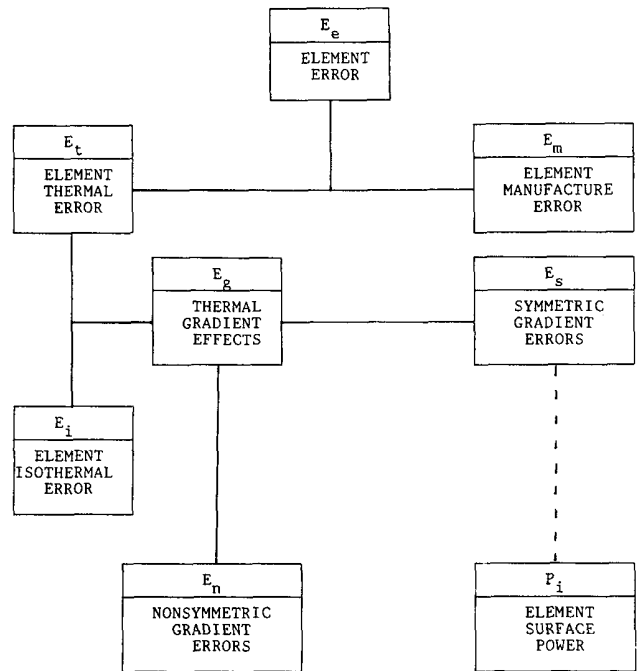 E_e
ELEMENT
ERROR
E_t
ELEMENT
THERMAL
ERROR
E_m
ELEMENT
MANUFACTURE
ERROR
E_g
THERMAL
GRADIENT
EFFECTS
E_s
SYMMETRIC
GRADIENT
ERRORS
E_i
ELEMENT
ISOTHERMAL
ERROR
E_n
NONSYMMETRIC
GRADIENT
ERRORS
P_i
ELEMENT
SURFACE
POWER